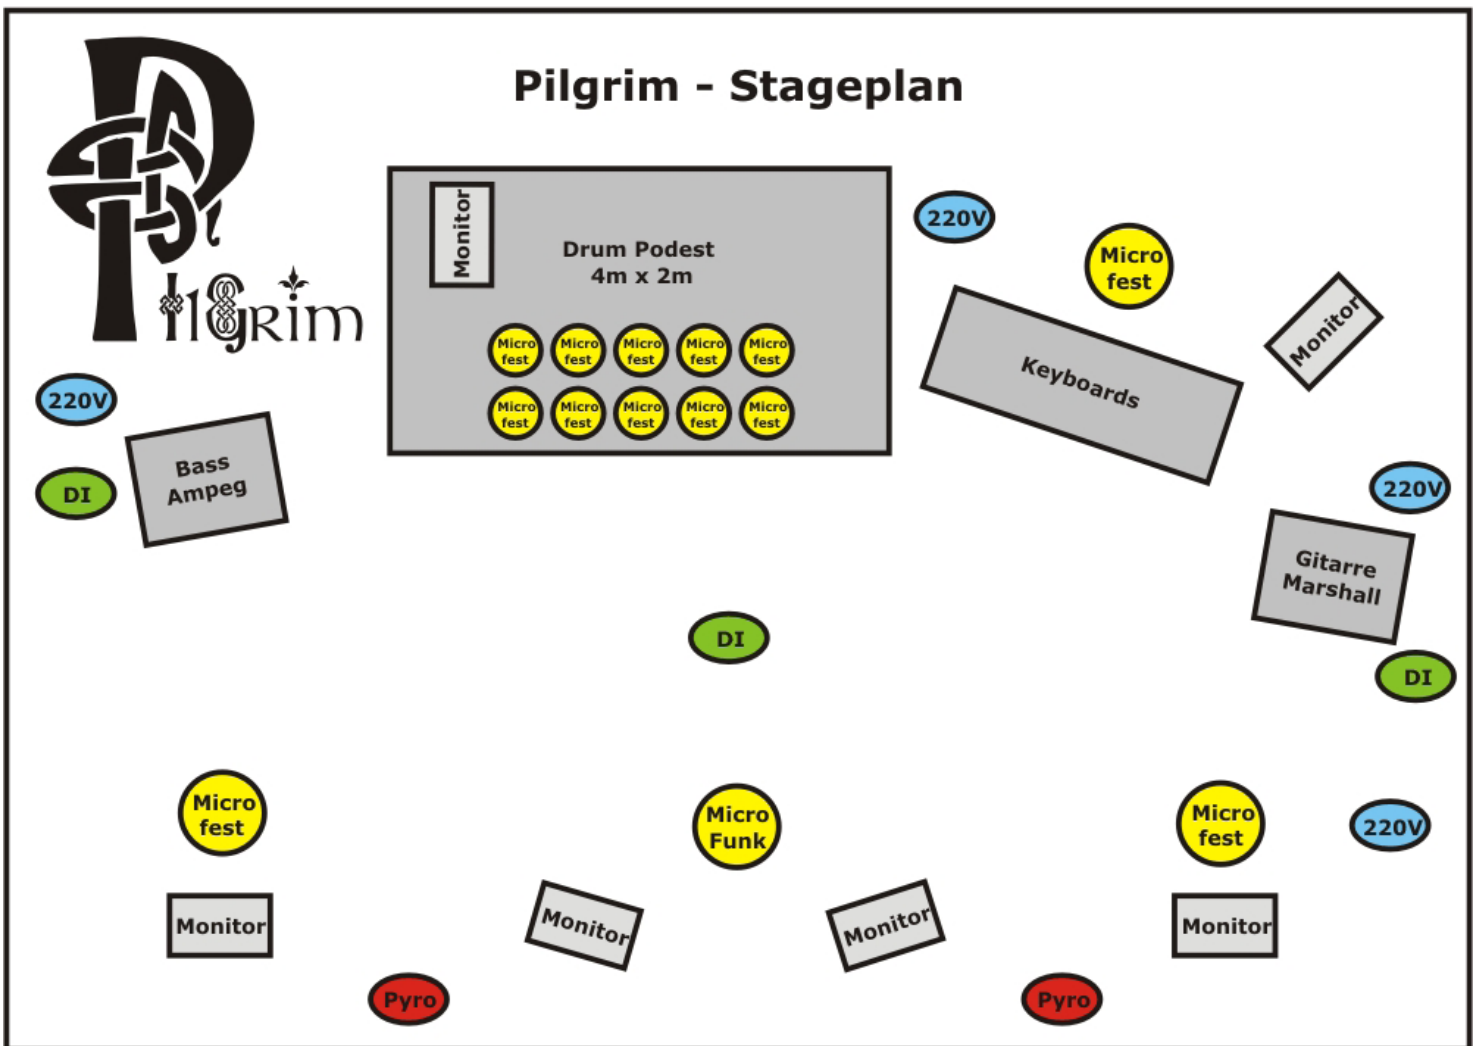 Pilgrim - Stageplan
Pilgrim
Monitor
Drum Podest
4m x 2m
Micro
fest
Micro
fest
Micro
fest
Micro
fest
Micro
fest
Micro
fest
Micro
fest
Micro
fest
Micro
fest
Micro
fest
220V
Micro
fest
Monitor
Keyboards
220V
DI
Bass
Ampeg
220V
Gitarre
Marshall
DI
DI
Micro
fest
Micro
Funk
Micro
fest
220V
Monitor
Monitor
Monitor
Monitor
Pyro
Pyro